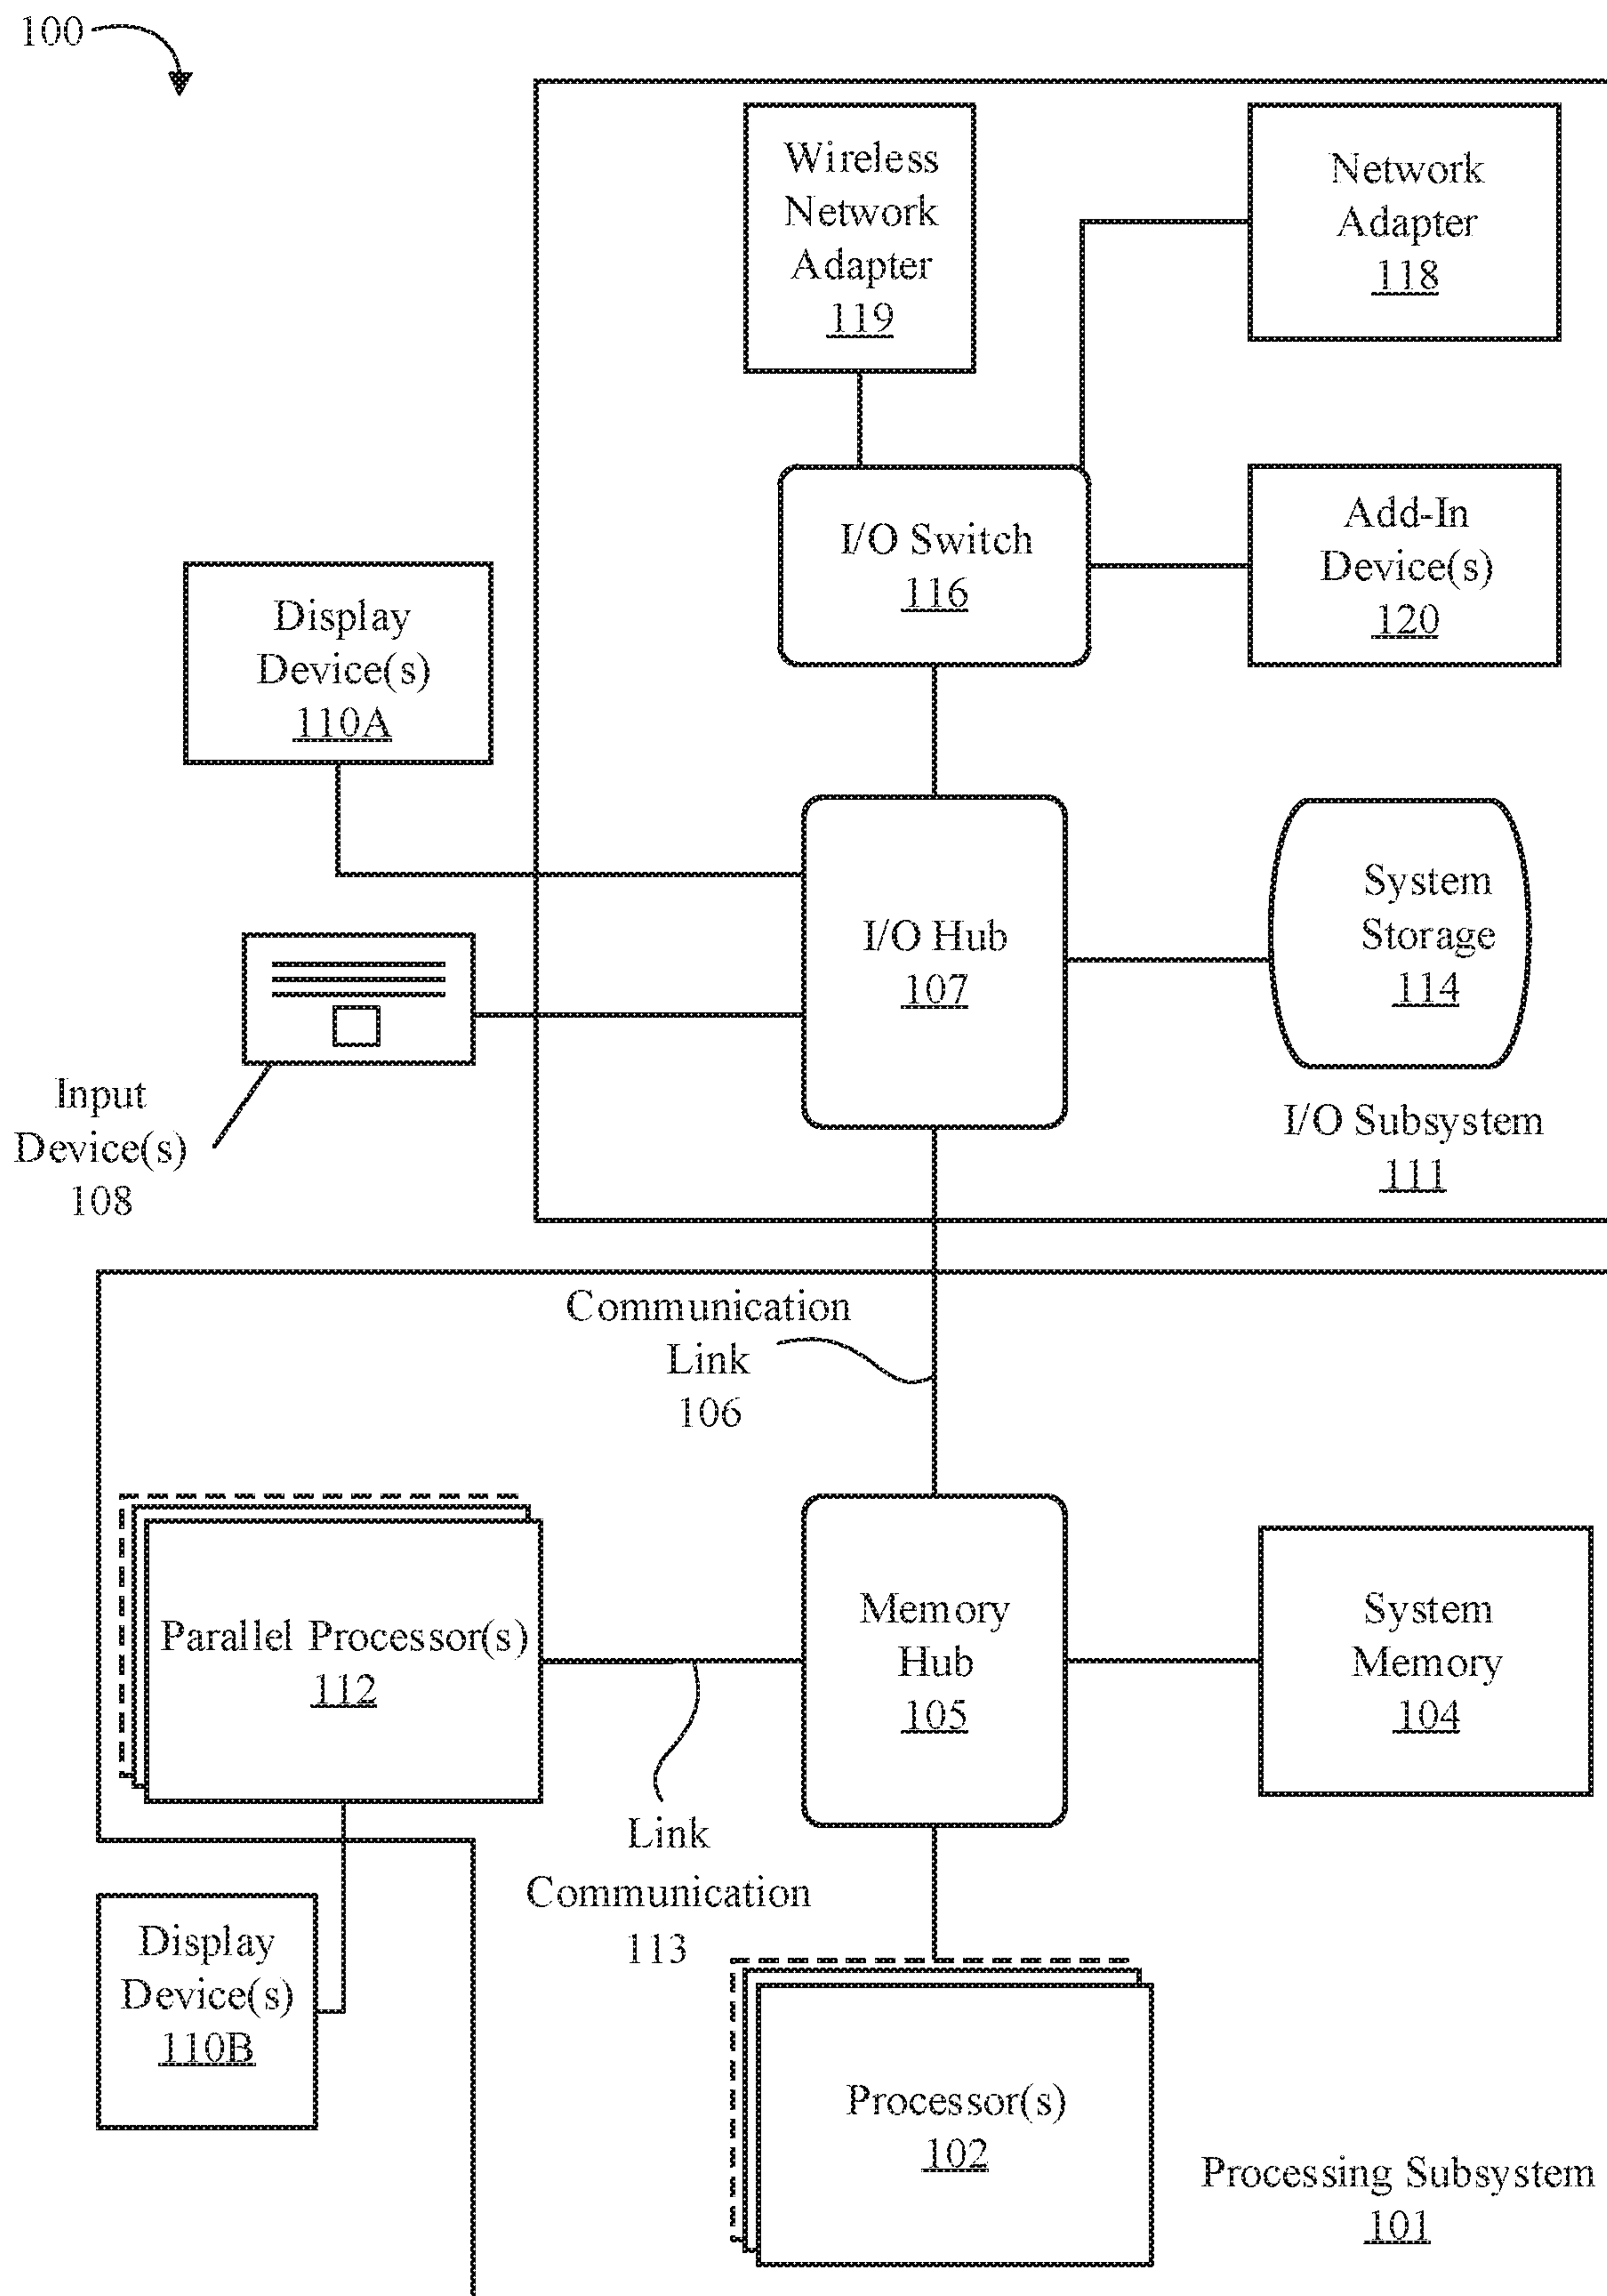 100
Wireless
Network
Adapter
119
Network
Adapter
118
I/O Switch
116
Add-In
Device(s)
120
Display
Device(s)
110A
I/O Hub
107
System
Storage
114
Input
Device(s)
108
I/O Subsystem
111
Communication
Link
106
Parallel Processor(s)
112
Memory
Hub
105
System
Memory
104
Link
Communication
113
Display
Device(s)
110B
Processor(s)
102
Processing Subsystem
101